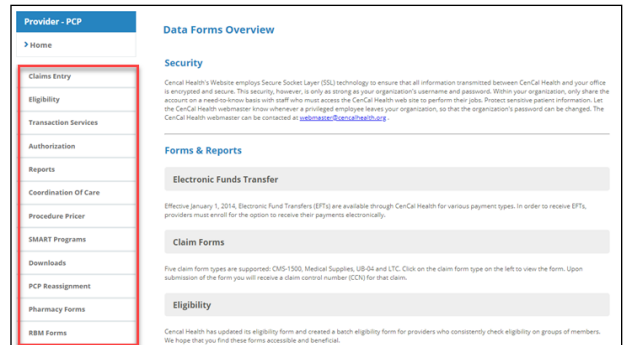 Provider - PCP
Home
Claims Entry
Eligibility
Transaction Services
Authorization
Reports
Coordination Of Care
Procedure Pricer
SMART Programs
Downloads
PCP Reassignment
Pharmacy Forms
RBM Forms
Data Forms Overview
Security
Cencal Health's Website employs Secure Socket Layer (SSL) technology to ensure that all information transmitted between CenCal Health and your office
is encrypted and secure. This security, however, is only as strong as your organization's username and password. Within your organization, only share the
account on a need-to-know basis with staff who must access the CenCal Health web site to perform their jobs. Protect sensitive patient information. Let
the CenCal Health webmaster know whenever a privileged employee leaves your organization, so that the organization's password can be changed. The
CenCal Health webmaster can be contacted at webmaster@cencalhealth.org .
Forms & Reports
Electronic Funds Transfer
Effective January 1, 2014, Electronic Fund Transfers (EFTs) are available through CenCal Health for various payment types. In order to receive EFTs,
providers must enroll for the option to receive their payments electronically.
Claim Forms
Five claim form types are supported: CMS-1500, Medical Supplies, UB-04 and LTC. Click on the claim form type on the left to view the form. Upon
submission of the form you will receive a claim control number (CCN) for that claim.
Eligibility
Cencal Health has updated its eligibility form and created a batch eligibility form for providers who consistently check eligibility on groups of members.
We hope that you find these forms accessible and beneficial.